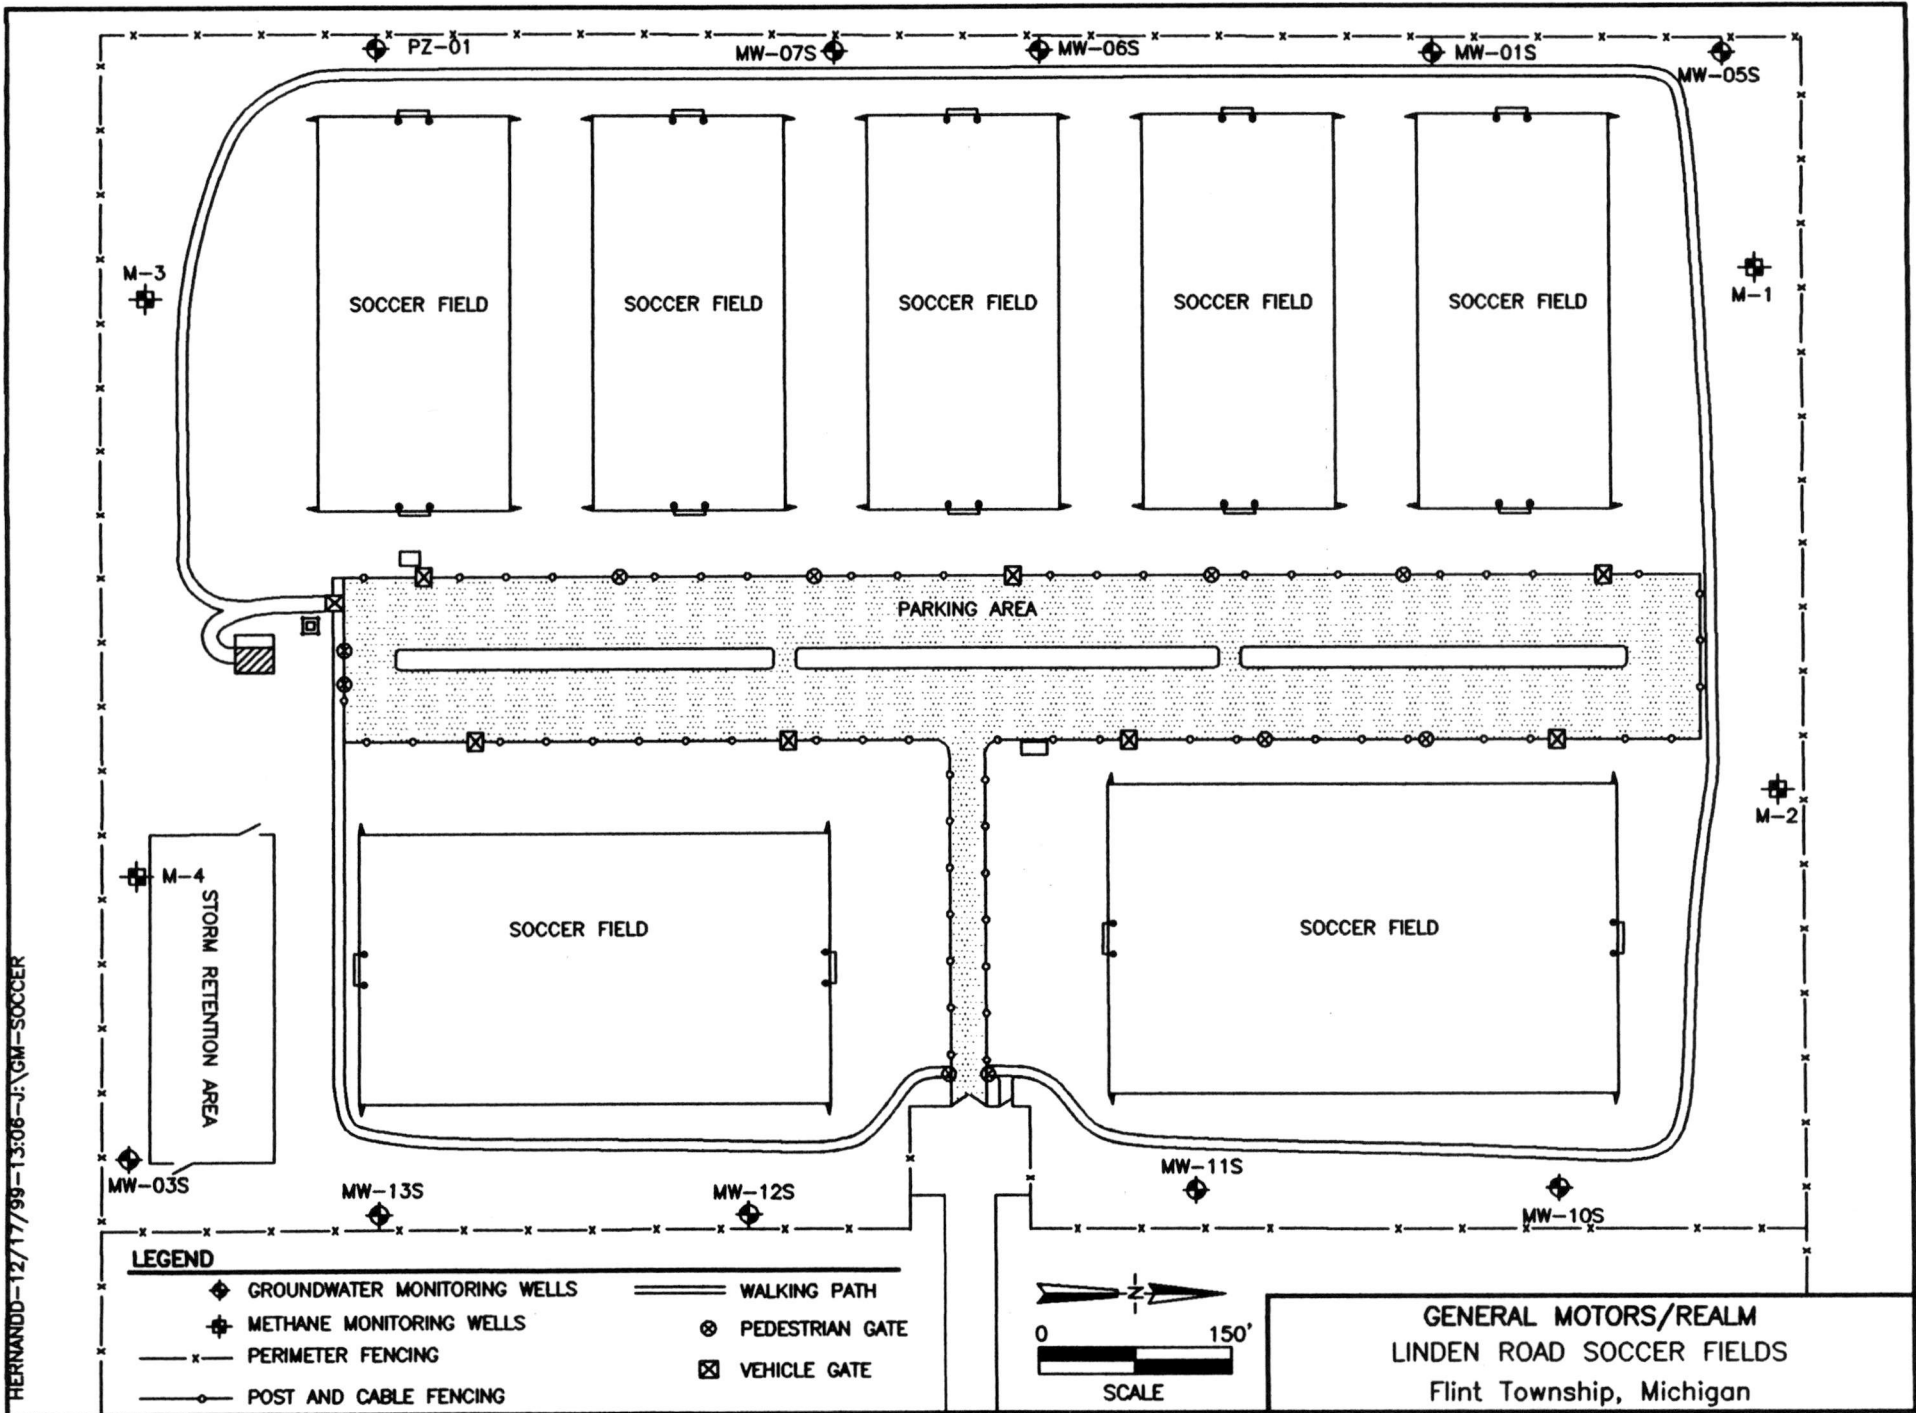 PZ-01
MW-07S
MW-06S
MW-01S
MW-05S
M-3
M-1
SOCCER FIELD
SOCCER FIELD
SOCCER FIELD
SOCCER FIELD
SOCCER FIELD
PARKING AREA
M-2
M-4
STORM RETENTION AREA
SOCCER FIELD
SOCCER FIELD
MW-03S
MW-13S
MW-12S
MW-11S
MW-10S
LEGEND
GROUNDWATER MONITORING WELLS
METHANE MONITORING WELLS
PERIMETER FENCING
POST AND CABLE FENCING
WALKING PATH
PEDESTRIAN GATE
VEHICLE GATE
N
0 150'
SCALE
GENERAL MOTORS/REALM
LINDEN ROAD SOCCER FIELDS
Flint Township, Michigan
HERNANDD-12/17/99-13:06-J:\GM-SOCCER